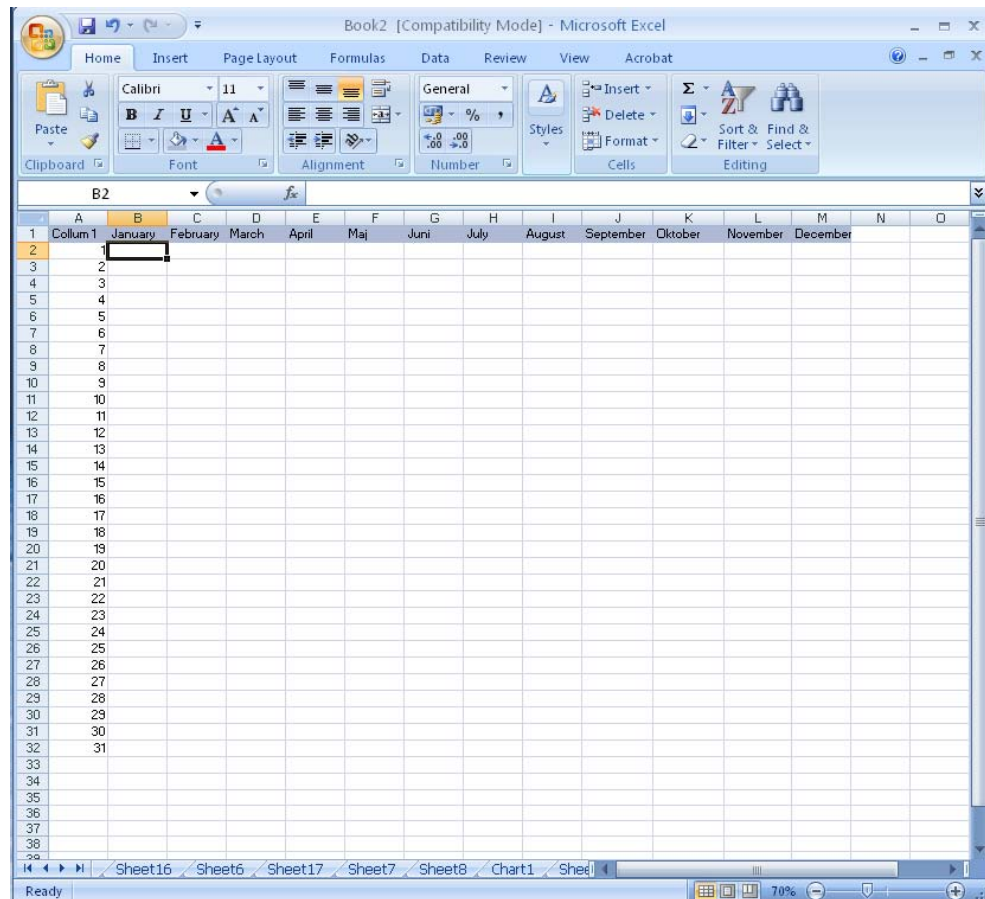 Book2 [Compatibility Mode] - Microsoft Excel
Home Insert Page Layout Formulas Data Review View Acrobat
Paste
Calibri 11
B I U
General
%
Styles
Insert
Delete
Format
Σ
Sort & Filter
Find & Select
Clipboard Font Alignment Number Cells Editing
B2 fx
A B C D E F G H I J K L M N O
1 Collum 1 January February March April Maj Juni July August September Oktober November December
2 1
3 2
4 3
5 4
6 5
7 6
8 7
9 8
10 9
11 10
12 11
13 12
14 13
15 14
16 15
17 16
18 17
19 18
20 19
21 20
22 21
23 22
24 23
25 24
26 25
27 26
28 27
29 28
30 29
31 30
32 31
33
34
35
36
37
38
39
Sheet16 Sheet6 Sheet17 Sheet7 Sheet8 Chart1 She
Ready 70%